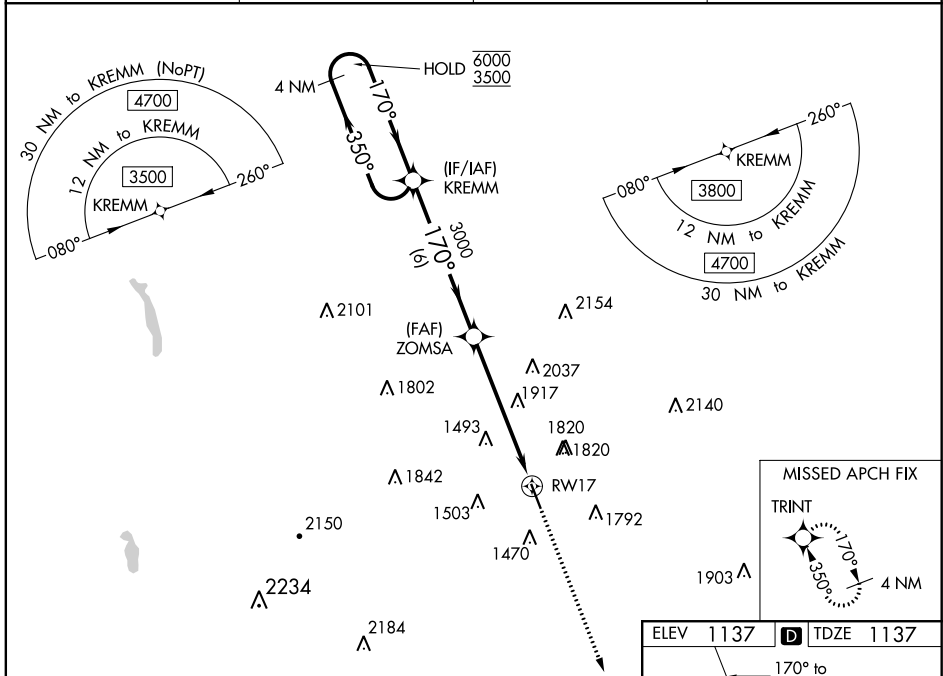 30 NM to KREMM (NoPT)
4700
12 NM to KREMM
3500
KREMM
260°
080°
4 NM
HOLD 6000
3500
170°
350°
(IF/IAF)
KREMM
3000
170°
(6)
260°
KREMM
080°
3800
12 NM to KREMM
4700
30 NM to KREMM
2101
2154
(FAF)
ZOMSA
2037
1802
1917
2140
1493
1820
1820
1842
RW17
1503
1792
2150
1470
2234
1903
2184
MISSED APCH FIX
TRINT
170°
350°
4 NM
ELEV 1137 D TDZE 1137
170° to